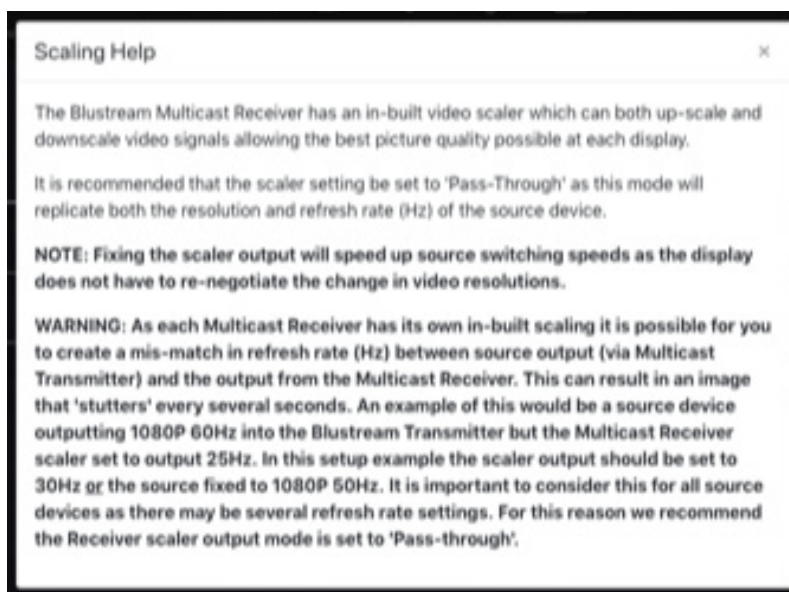 Scaling Help
×
The Blustream Multicast Receiver has an in-built video scaler which can both up-scale and
downscale video signals allowing the best picture quality possible at each display.
It is recommended that the scaler setting be set to 'Pass-Through' as this mode will
replicate both the resolution and refresh rate (Hz) of the source device.
NOTE: Fixing the scaler output will speed up source switching speeds as the display
does not have to re-negotiate the change in video resolutions.
WARNING: As each Multicast Receiver has its own in-built scaling it is possible for you
to create a mis-match in refresh rate (Hz) between source output (via Multicast
Transmitter) and the output from the Multicast Receiver. This can result in an image
that 'stutters' every several seconds. An example of this would be a source device
outputting 1080P 60Hz into the Blustream Transmitter but the Multicast Receiver
scaler set to output 25Hz. In this setup example the scaler output should be set to
30Hz or the source fixed to 1080P 50Hz. It is important to consider this for all source
devices as there may be several refresh rate settings. For this reason we recommend
the Receiver scaler output mode is set to 'Pass-through'.